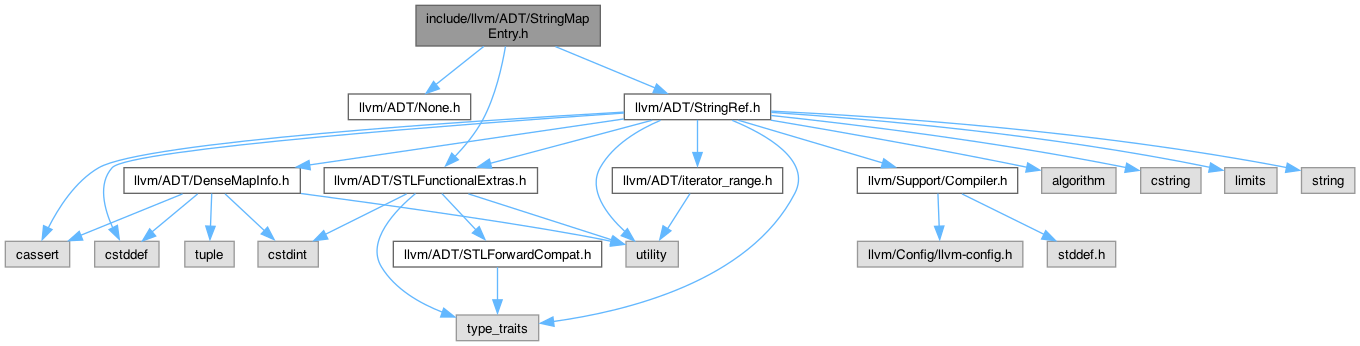 include/llvm/ADT/StringMap
Entry.h
llvm/ADT/None.h
llvm/ADT/StringRef.h
llvm/ADT/DenseMapInfo.h
llvm/ADT/STLFunctionalExtras.h
llvm/ADT/iterator_range.h
llvm/Support/Compiler.h
algorithm
cstring
limits
string
cassert
cstddef
tuple
cstdint
llvm/ADT/STLForwardCompat.h
utility
llvm/Config/llvm-config.h
stddef.h
type_traits